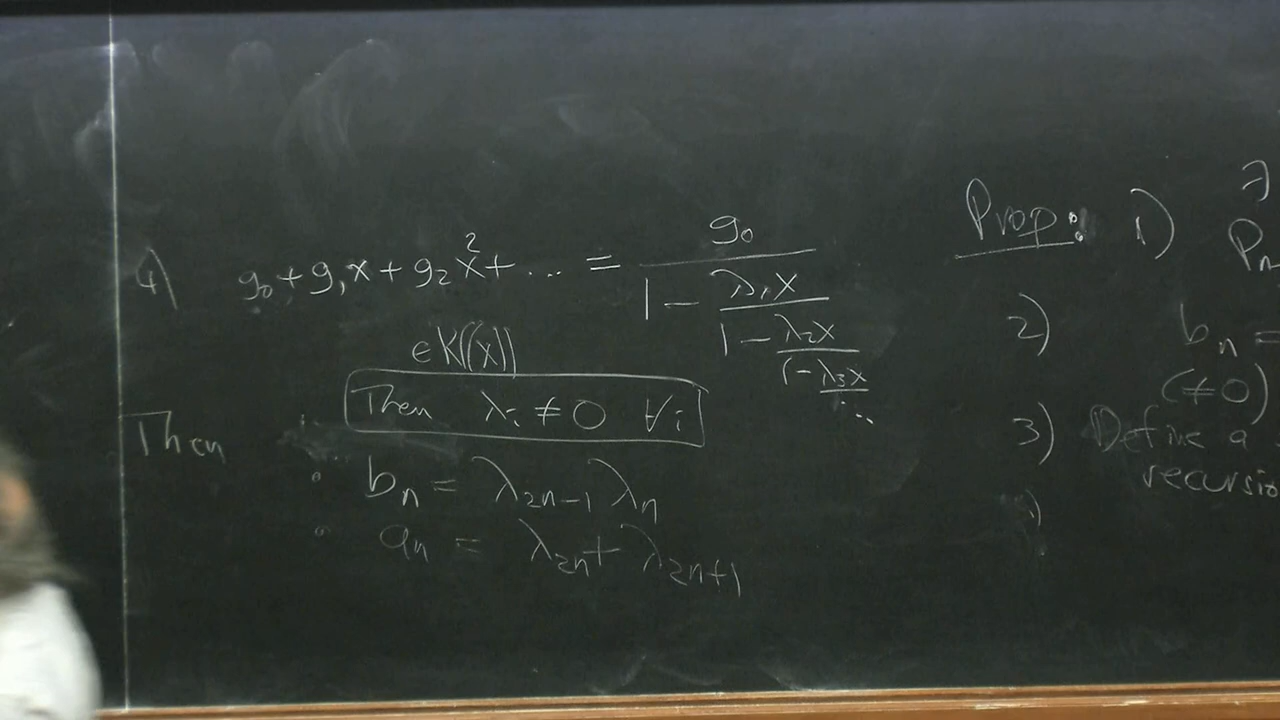 4) g₀ + g₁x + g₂x² + ... = g₀ / (1 - λ₁x / (1 - λ₂x / (1 - λ₃x / ⋱)))
∈ K((x))
Then λᵢ ≠ 0 ∀i
Then
• bₙ = λ₂ₙ₋₁ λₙ
• aₙ = λ₂ₙ + λ₂ₙ₊₁
Prop: 1) ∃
Pₙ
2) bₙ =
(≠0)
3) Define a
recursio